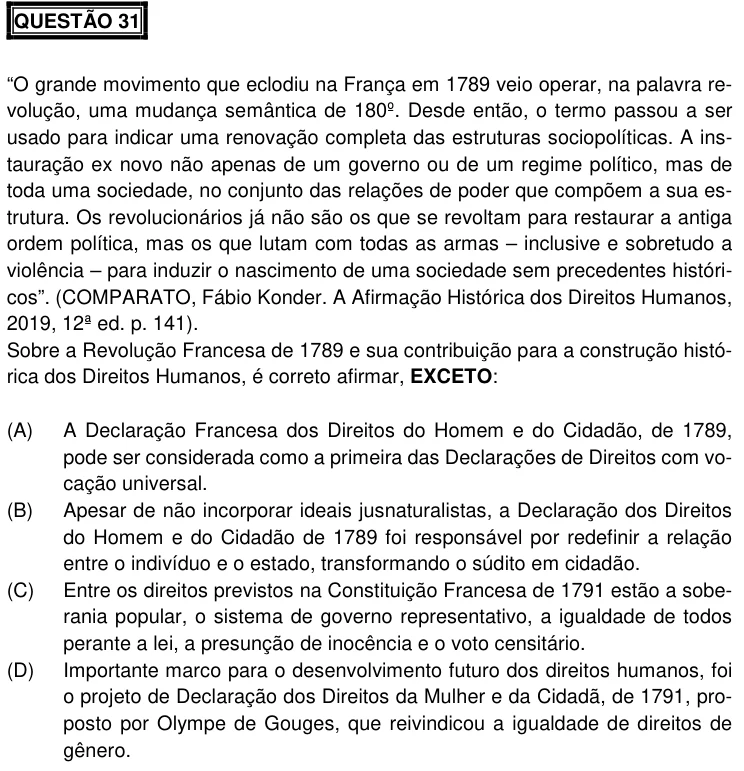 QUESTÃO 31
“O grande movimento que eclodiu na França em 1789 veio operar, na palavra re-
volução, uma mudança semântica de 180º. Desde então, o termo passou a ser
usado para indicar uma renovação completa das estruturas sociopolíticas. A ins-
tauração ex novo não apenas de um governo ou de um regime político, mas de
toda uma sociedade, no conjunto das relações de poder que compõem a sua es-
trutura. Os revolucionários já não são os que se revoltam para restaurar a antiga
ordem política, mas os que lutam com todas as armas – inclusive e sobretudo a
violência – para induzir o nascimento de uma sociedade sem precedentes históri-
cos”. (COMPARATO, Fábio Konder. A Afirmação Histórica dos Direitos Humanos,
2019, 12ª ed. p. 141).
Sobre a Revolução Francesa de 1789 e sua contribuição para a construção histó-
rica dos Direitos Humanos, é correto afirmar, EXCETO:
(A) A Declaração Francesa dos Direitos do Homem e do Cidadão, de 1789,
pode ser considerada como a primeira das Declarações de Direitos com vo-
cação universal.
(B) Apesar de não incorporar ideais jusnaturalistas, a Declaração dos Direitos
do Homem e do Cidadão de 1789 foi responsável por redefinir a relação
entre o indivíduo e o estado, transformando o súdito em cidadão.
(C) Entre os direitos previstos na Constituição Francesa de 1791 estão a sobe-
rania popular, o sistema de governo representativo, a igualdade de todos
perante a lei, a presunção de inocência e o voto censitário.
(D) Importante marco para o desenvolvimento futuro dos direitos humanos, foi
o projeto de Declaração dos Direitos da Mulher e da Cidadã, de 1791, pro-
posto por Olympe de Gouges, que reivindicou a igualdade de direitos de
gênero.